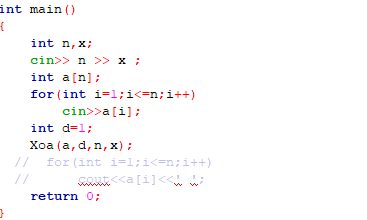 int main()
{
int n,x;
cin>> n >> x ;
int a[n];
for(int i=1;i<=n;i++)
cin>>a[i];
int d=1;
Xoa(a,d,n,x);
// for(int i=1;i<=n;i++)
// cout<<a[i]<<' ';
return 0;
}